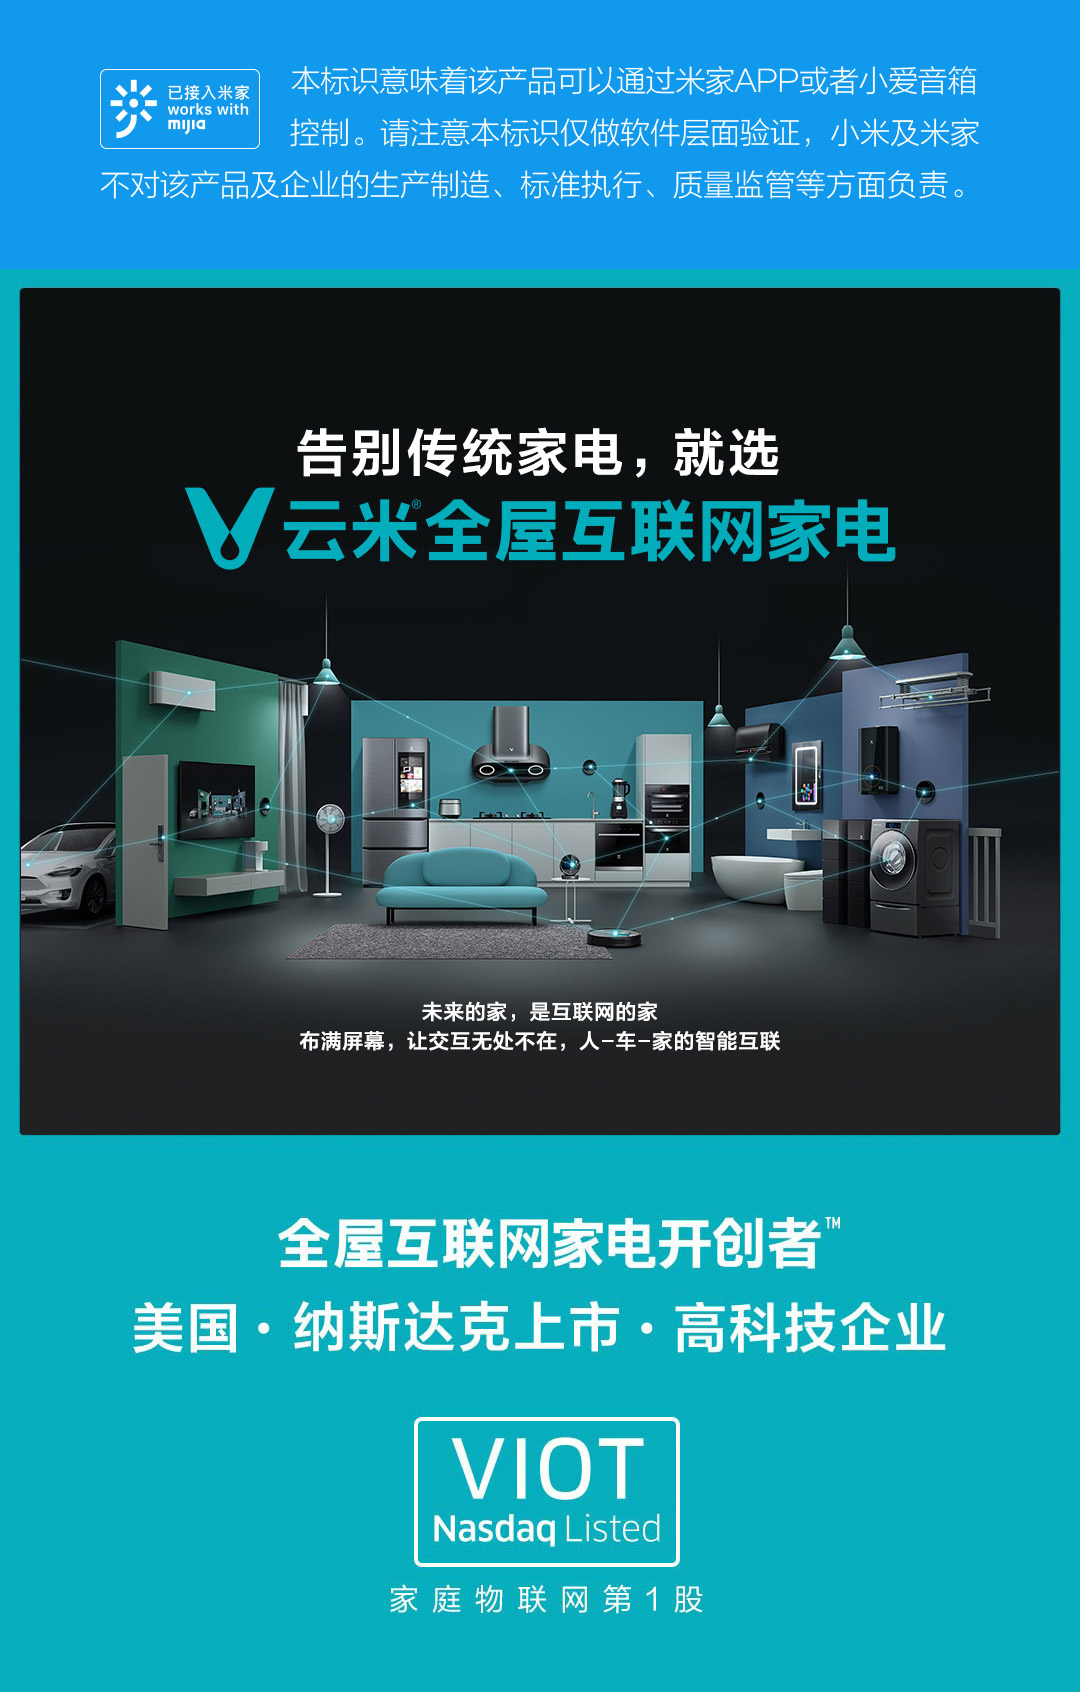 已接入米家
works with
mijia
本标识意味着该产品可以通过米家APP或者小爱音箱
控制。请注意本标识仅做软件层面验证，小米及米家
不对该产品及企业的生产制造、标准执行、质量监管等方面负责。
告别传统家电，就选
云米®全屋互联网家电
未来的家，是互联网的家
布满屏幕，让交互无处不在，人-车-家的智能互联
全屋互联网家电开创者™
美国·纳斯达克上市·高科技企业
VIOT
Nasdaq Listed
家庭物联网第1股